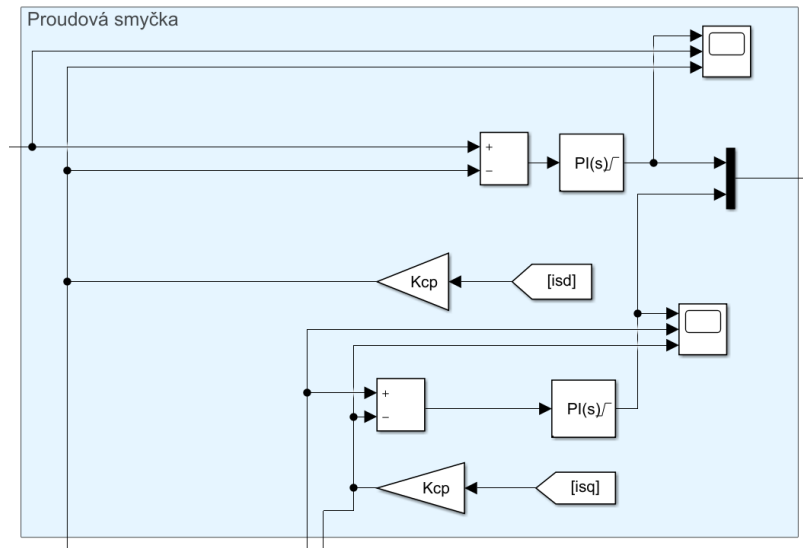 Proudová smyčka
+
−
PI(s)
Kcp
[isd]
+
−
PI(s)
Kcp
[isq]